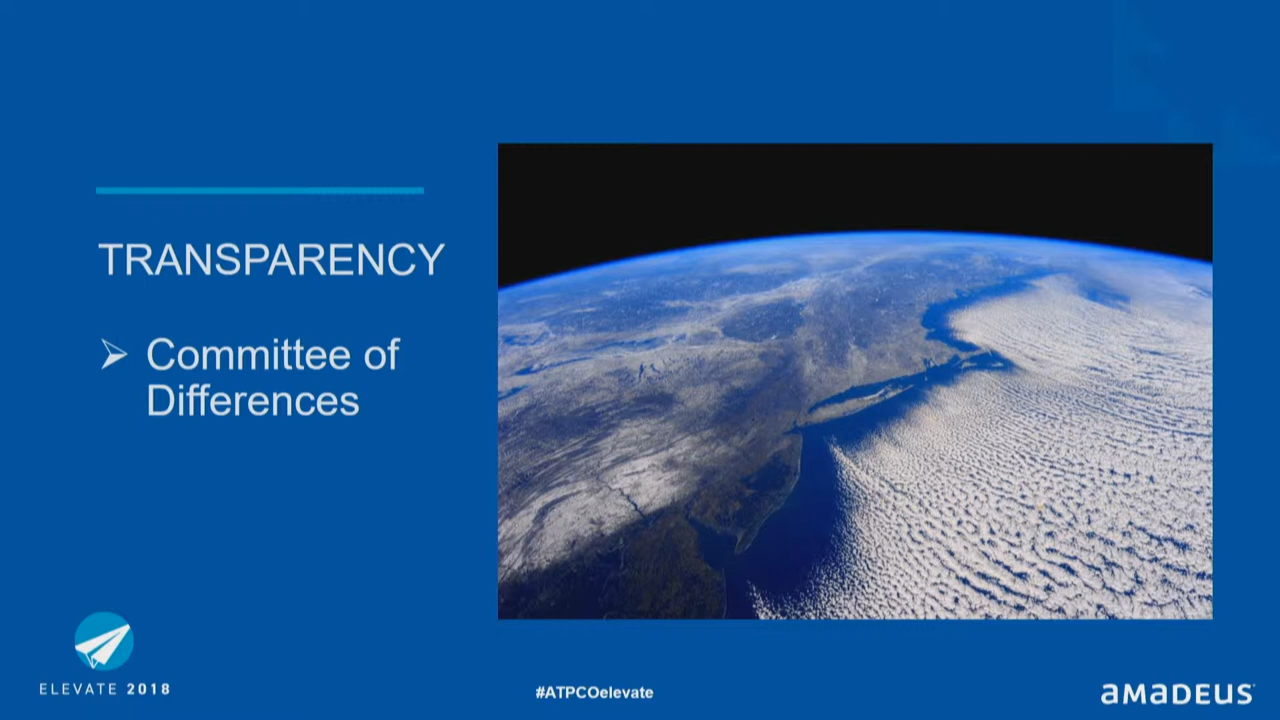 TRANSPARENCY
➢ Committee of
Differences
ELEVATE 2018
#ATPCOelevate
aMaDEUS